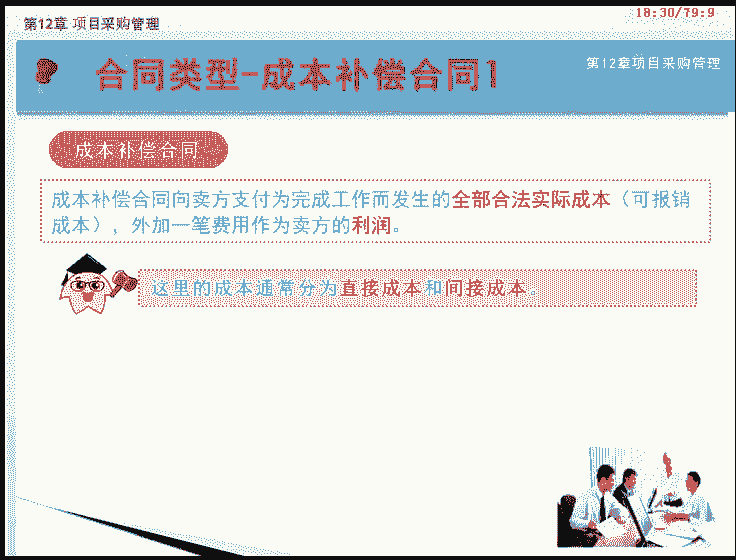 第12章 项目采购管理
18:30/79:9
合同类型-成本补偿合同1
第12章项目采购管理
成本补偿合同
成本补偿合同向卖方支付为完成工作而发生的全部合法实际成本（可报销
成本），外加一笔费用作为卖方的利润。
这里的成本通常分为直接成本和间接成本。